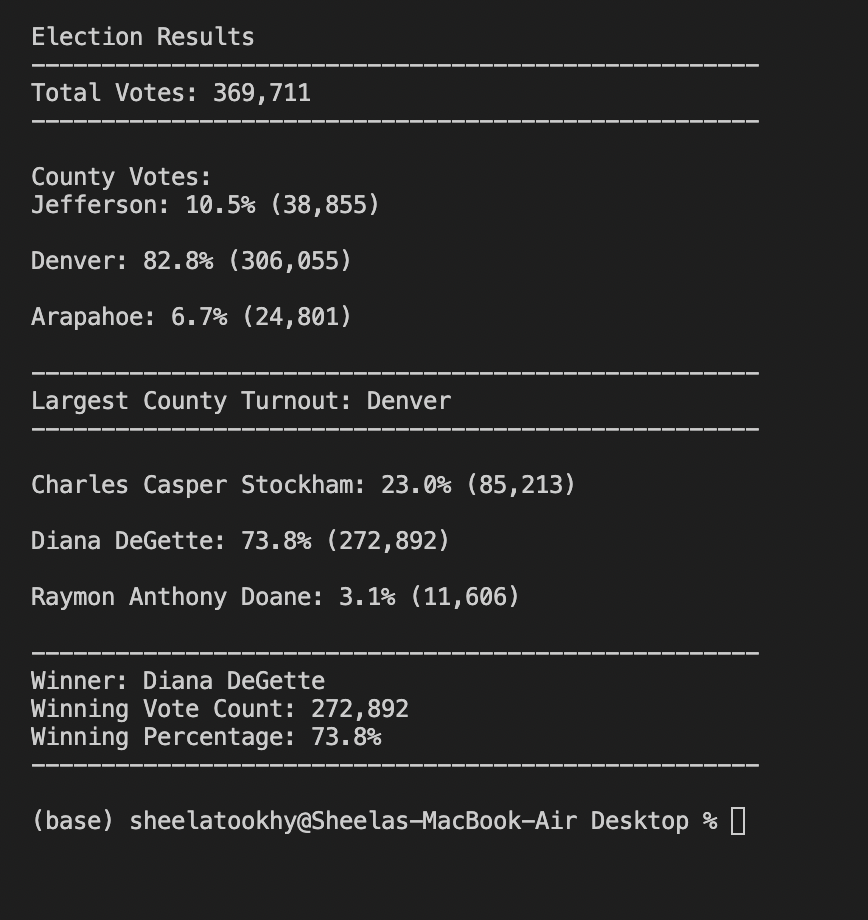 Election Results
----------------------------------------------------
Total Votes: 369,711
----------------------------------------------------
County Votes:
Jefferson: 10.5% (38,855)
Denver: 82.8% (306,055)
Arapahoe: 6.7% (24,801)
----------------------------------------------------
Largest County Turnout: Denver
----------------------------------------------------
Charles Casper Stockham: 23.0% (85,213)
Diana DeGette: 73.8% (272,892)
Raymon Anthony Doane: 3.1% (11,606)
----------------------------------------------------
Winner: Diana DeGette
Winning Vote Count: 272,892
Winning Percentage: 73.8%
----------------------------------------------------
(base) sheelatookhy@Sheelas-MacBook-Air Desktop %